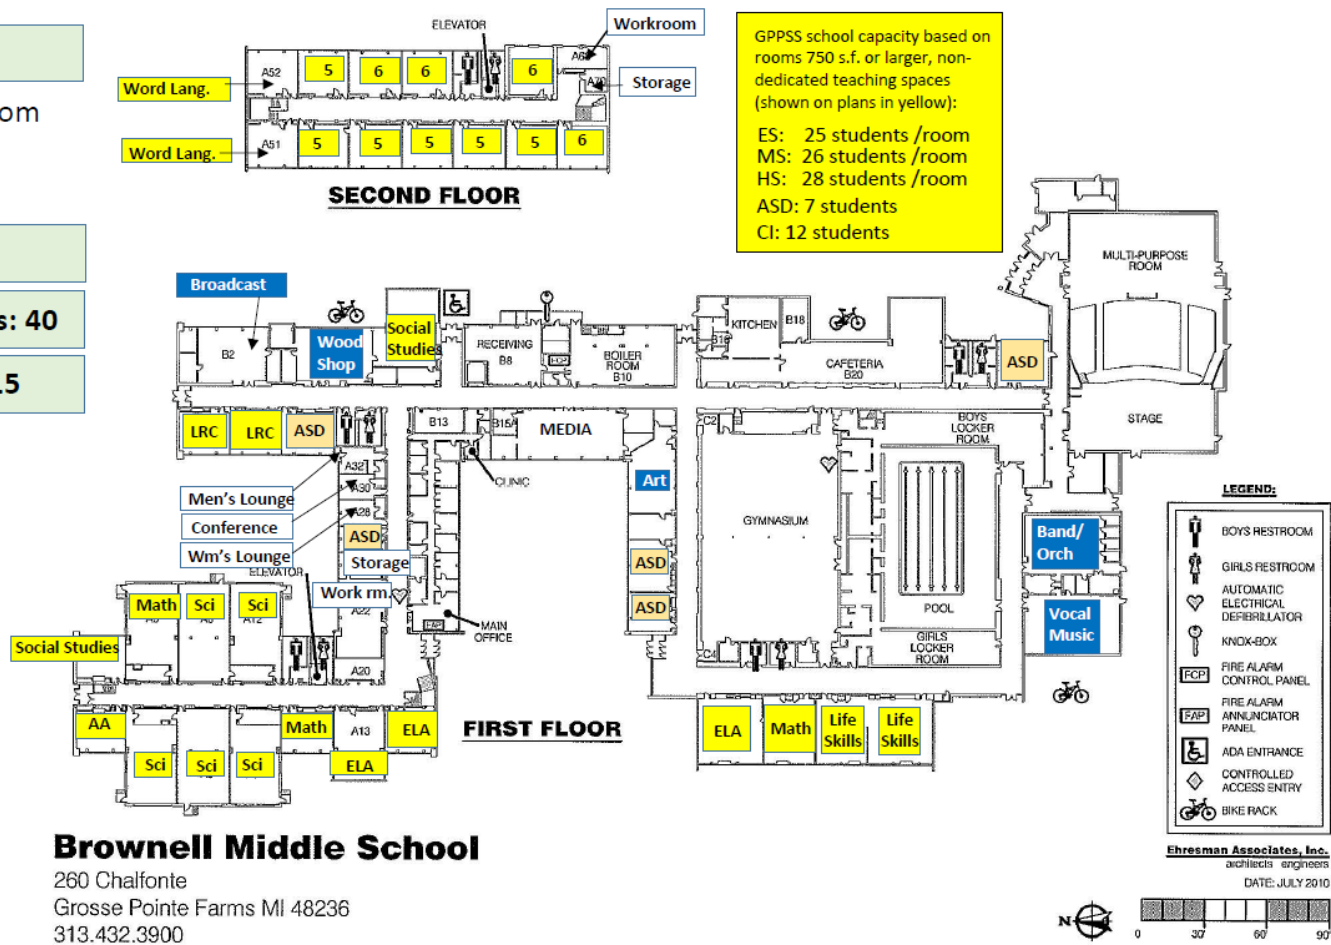 om
s: 40
.5
ELEVATOR
Workroom
A52
5
6
6
6
A70
Storage
Word Lang.
Word Lang.
A51
5
5
5
5
5
6
SECOND FLOOR
GPPSS school capacity based on
rooms 750 s.f. or larger, non-
dedicated teaching spaces
(shown on plans in yellow):
ES: 25 students /room
MS: 26 students /room
HS: 28 students /room
ASD: 7 students
CI: 12 students
MULTI-PURPOSE
ROOM
STAGE
Broadcast
B2
Wood
Shop
Social
Studies
RECEIVING
B8
FCP
BOILER
ROOM
B10
KITCHEN
B18
B16
CAFETERIA
B20
ASD
LRC
LRC
ASD
B13
B15A
MEDIA
C2
BOYS
LOCKER
ROOM
A32
A30
A28
CLINIC
Men's Lounge
Conference
Wm's Lounge
ELEVATOR
ASD
Storage
Work rm.
A22
A20
FAP
MAIN
OFFICE
Art
ASD
ASD
GYMNASIUM
POOL
GIRLS
LOCKER
ROOM
C4
Band/
Orch
Vocal
Music
Math
Sci
Sci
A12
Social Studies
AA
Math
A13
ELA
Sci
Sci
Sci
ELA
FIRST FLOOR
ELA
Math
Life
Skills
Life
Skills
LEGEND:
BOYS RESTROOM
GIRLS RESTROOM
AUTOMATIC
ELECTRICAL
DEFIBRILLATOR
KNOX-BOX
FCP
FIRE ALARM
CONTROL PANEL
FAP
FIRE ALARM
ANNUNCIATOR
PANEL
ADA ENTRANCE
CONTROLLED
ACCESS ENTRY
BIKE RACK
Ehresman Associates, Inc.
architects engineers
DATE: JULY 2010
N
0 30' 60' 90'
Brownell Middle School
260 Chalfonte
Grosse Pointe Farms MI 48236
313.432.3900